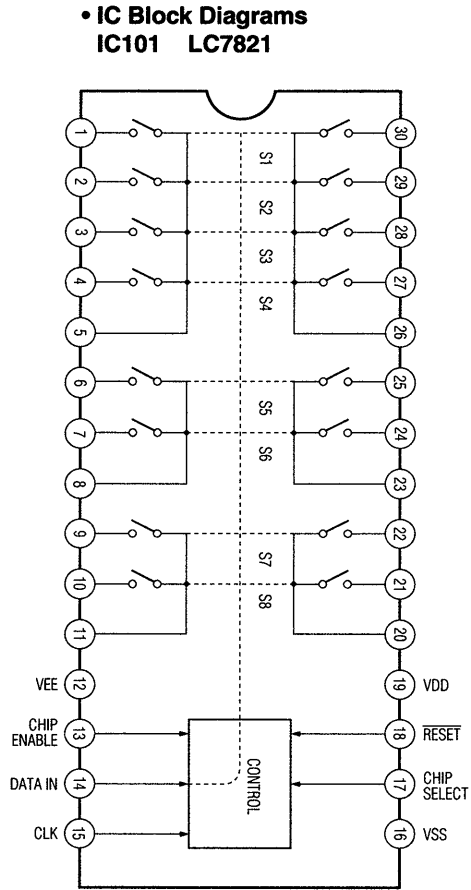 • IC Block Diagrams
IC101 LC7821
1
30
S1
2
29
S2
3
28
S3
4
27
S4
5
26
6
25
S5
7
24
S6
8
23
9
22
S7
10
21
S8
11
20
VEE 12
19 VDD
CHIP
ENABLE 13
18 RESET
CONTROL
DATA IN 14
17 CHIP
SELECT
CLK 15
16 VSS